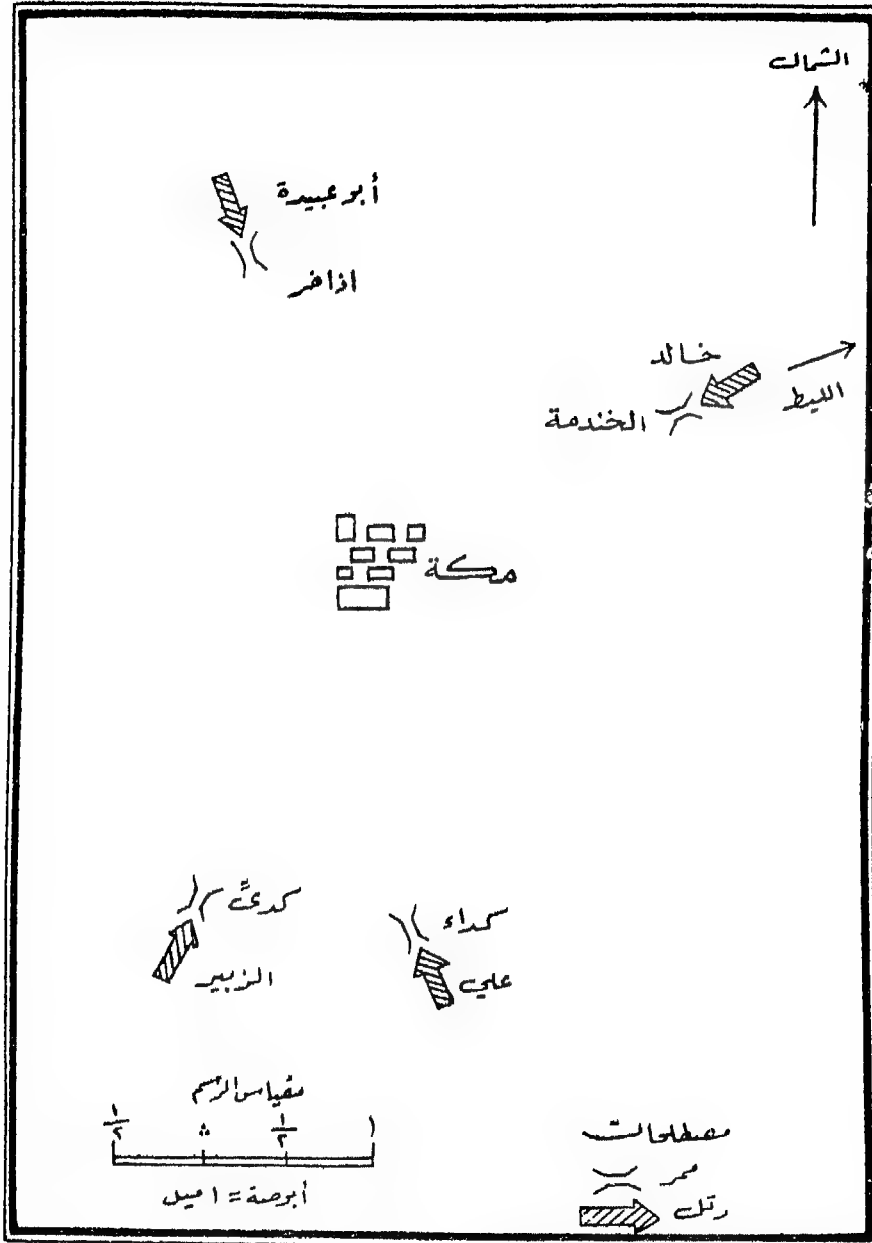 الشمال
أبو عبيدة
اذاخر
خالد
الليط
الخندمة
مكة
كدىً
كداء
الزبير
علي
مقياس الرسم
١/٢ ٠ ١/٢ ١
أبوصة = ١ ميل
مصطلحات
ممر
رتل